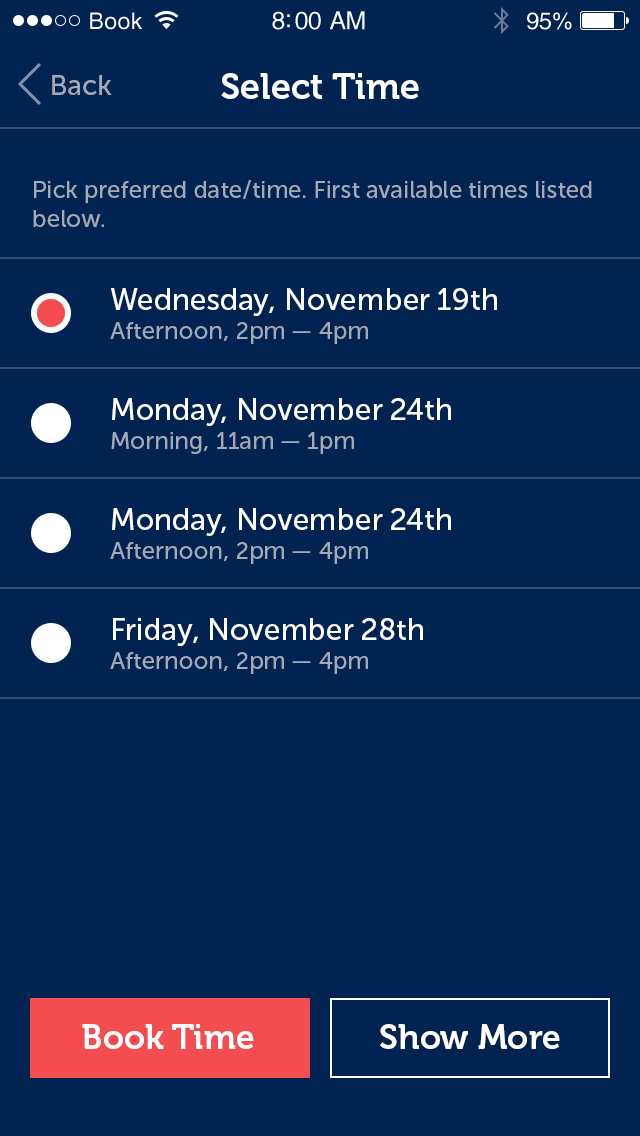 Book
8:00 AM
95%
Back
Select Time
Pick preferred date/time. First available times listed
below.
Wednesday, November 19th
Afternoon, 2pm — 4pm
Monday, November 24th
Morning, 11am — 1pm
Monday, November 24th
Afternoon, 2pm — 4pm
Friday, November 28th
Afternoon, 2pm — 4pm
Book Time
Show More